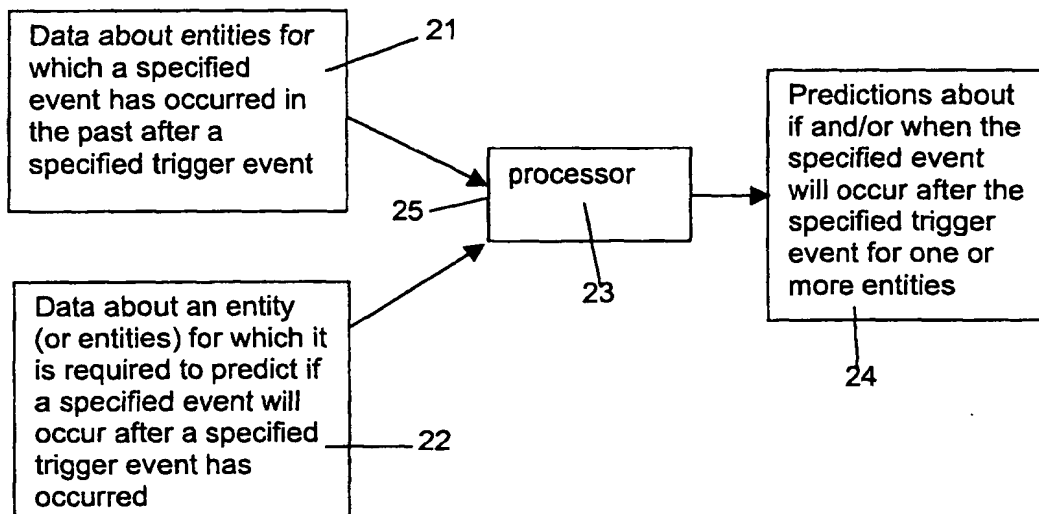 Data about entities for
which a specified
event has occurred in
the past after a
specified trigger event
21
Data about an entity
(or entities) for which it
is required to predict if
a specified event will
occur after a specified
trigger event has
occurred
22
processor
25
23
Predictions about
if and/or when the
specified event
will occur after the
specified trigger
event for one or
more entities
24